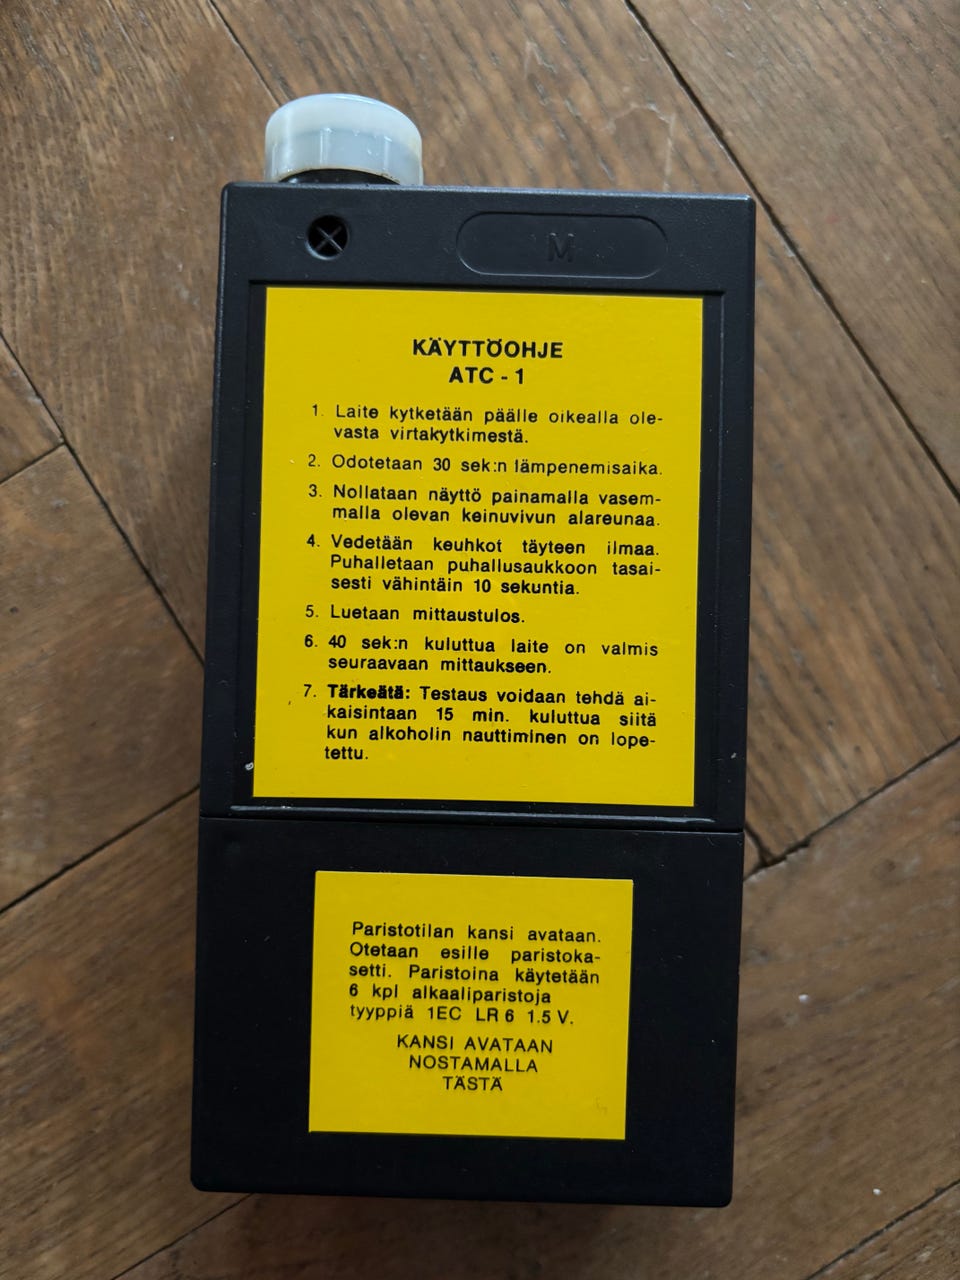 M
KÄYTTÖOHJE
ATC - 1
1. Laite kytketään päälle oikealla ole-
vasta virtakytkimestä.
2. Odotetaan 30 sek:n lämpenemisaika.
3. Nollataan näyttö painamalla vasem-
malla olevan keinuvivun alareunaa.
4. Vedetään keuhkot täyteen ilmaa.
Puhalletaan puhallusaukkoon tasai-
sesti vähintäin 10 sekuntia.
5. Luetaan mittaustulos.
6. 40 sek:n kuluttua laite on valmis
seuraavaan mittaukseen.
7. Tärkeätä: Testaus voidaan tehdä ai-
kaisintaan 15 min. kuluttua siitä
kun alkoholin nauttiminen on lope-
tettu.
Paristotilan kansi avataan.
Otetaan esille paristoka-
setti. Paristoina käytetään
6 kpl alkaaliparistoja
tyyppiä 1EC LR 6 1.5 V.
KANSI AVATAAN
NOSTAMALLA
TÄSTÄ